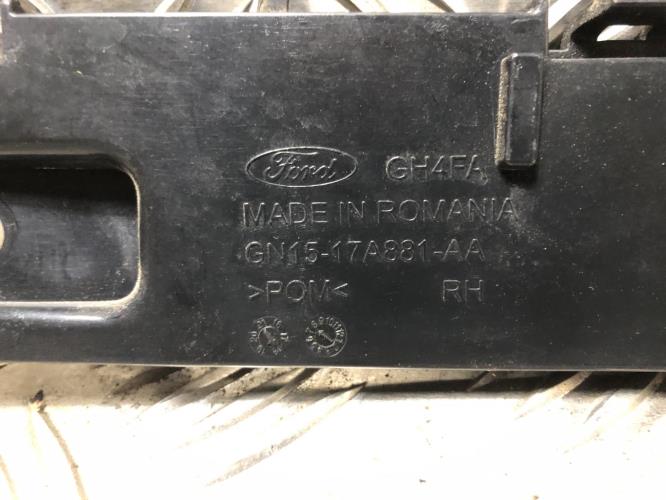 Ford GH4FA
MADE IN ROMANIA
GN15-17A881-AA
>POM< RH